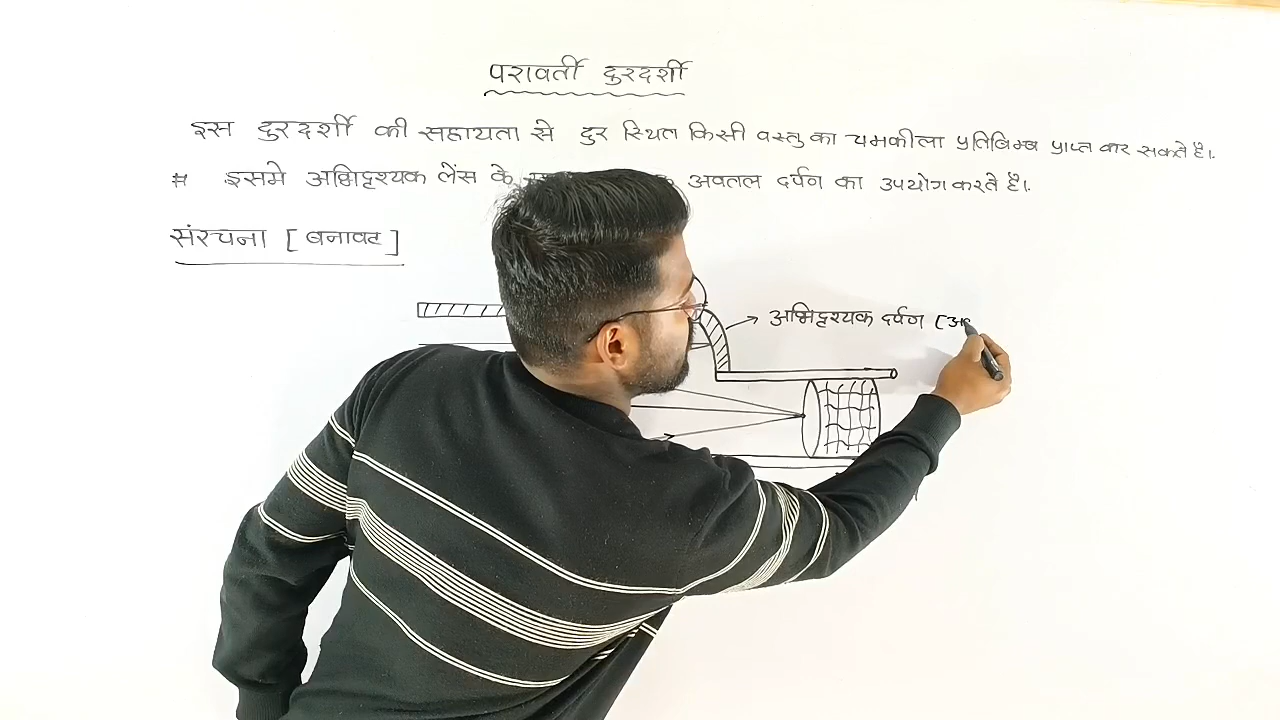 परावर्ती दुरदर्शी
इस दुरदर्शी की सहायता से दुर स्थित किसी वस्तु का चमकीला प्रतिबिम्ब प्राप्त कर सकते है।
# इसमे अभिदृश्यक लेंस के अवतल दर्पण का उपयोग करते है।
संरचना [ बनावट ]
अभिदृश्यक दर्पण [अ